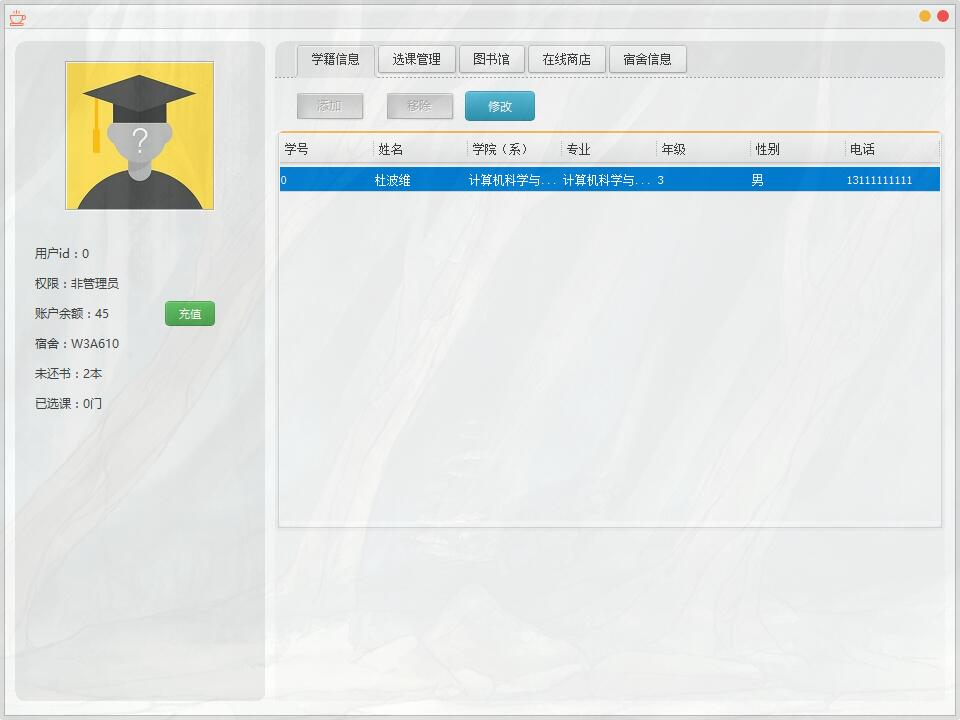 学籍信息 选课管理 图书馆 在线商店 宿舍信息
添加 移除 修改
?
用户id：0
权限：非管理员
账户余额：45 充值
宿舍：W3A610
未还书：2本
已选课：0门
学号 姓名 学院（系） 专业 年级 性别 电话
0 杜波维 计算机科学与... 计算机科学与... 3 男 13111111111